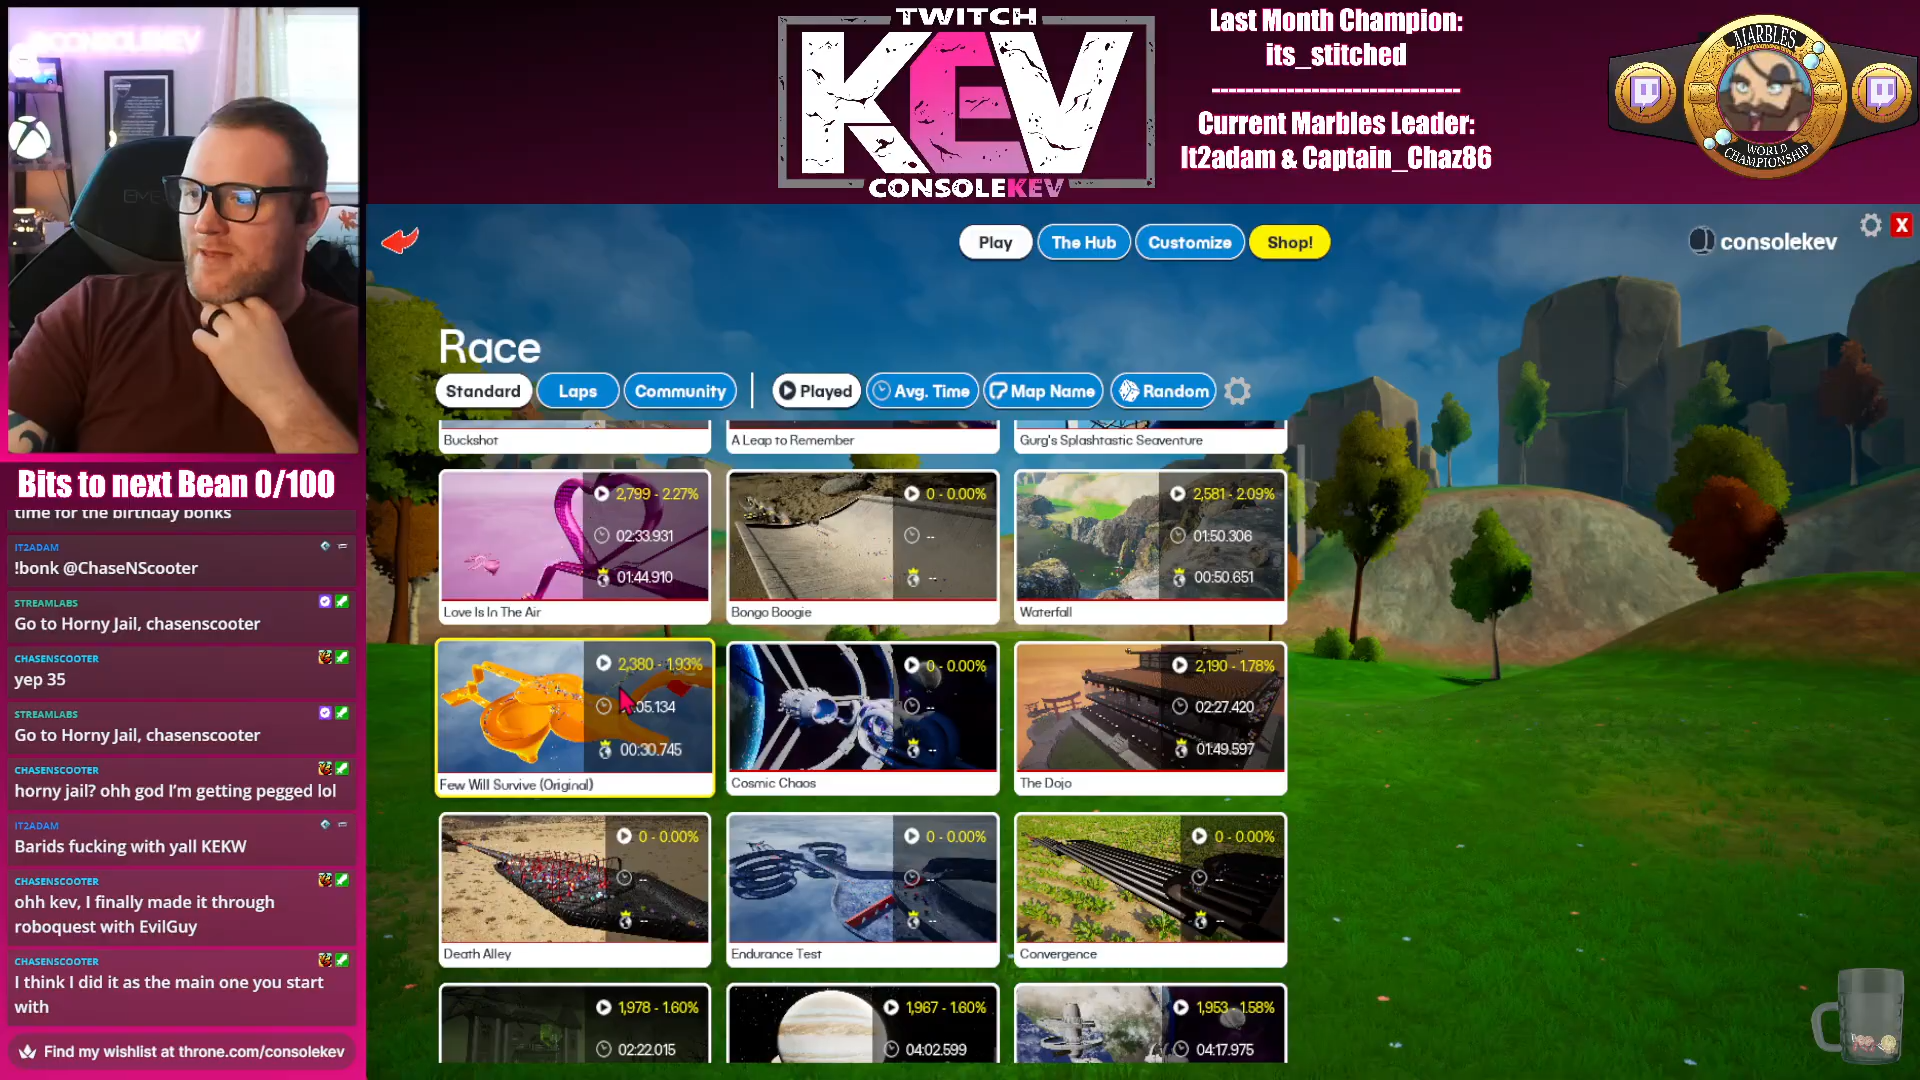 @CONSOLEKEV
TWITCH
KEV
CONSOLEKEV
Last Month Champion:
its_stitched
------------------------------
Current Marbles Leader:
It2adam & Captain_Chaz86
MARBLES
WORLD
CHAMPIONSHIP
Play
The Hub
Customize
Shop!
consolekev
X
Race
Standard
Laps
Community
Played
Avg. Time
Map Name
Random
Buckshot
A Leap to Remember
Gurg's Splashtastic Seaventure
2,799 - 2.27%
02:33.931
01:44.910
Love Is In The Air
0 - 0.00%
--
--
Bongo Boogie
2,581 - 2.09%
01:50.306
00:50.651
Waterfall
2,380 - 1.93%
:05.134
00:30.745
Few Will Survive (Original)
0 - 0.00%
--
--
Cosmic Chaos
2,190 - 1.78%
02:27.420
01:49.597
The Dojo
0 - 0.00%
--
--
Death Alley
0 - 0.00%
--
--
Endurance Test
0 - 0.00%
--
--
Convergence
1,978 - 1.60%
02:22.015
1,967 - 1.60%
04:02.599
1,953 - 1.58%
04:17.975
Bits to next Bean 0/100
time for the birthday bonks
IT2ADAM
!bonk @ChaseNScooter
STREAMLABS
Go to Horny Jail, chasenscooter
CHASENSCOOTER
yep 35
STREAMLABS
Go to Horny Jail, chasenscooter
CHASENSCOOTER
horny jail? ohh god I'm getting pegged lol
IT2ADAM
Barids fucking with yall KEKW
CHASENSCOOTER
ohh kev, I finally made it through
roboquest with EvilGuy
CHASENSCOOTER
I think I did it as the main one you start
with
Find my wishlist at throne.com/consolekev